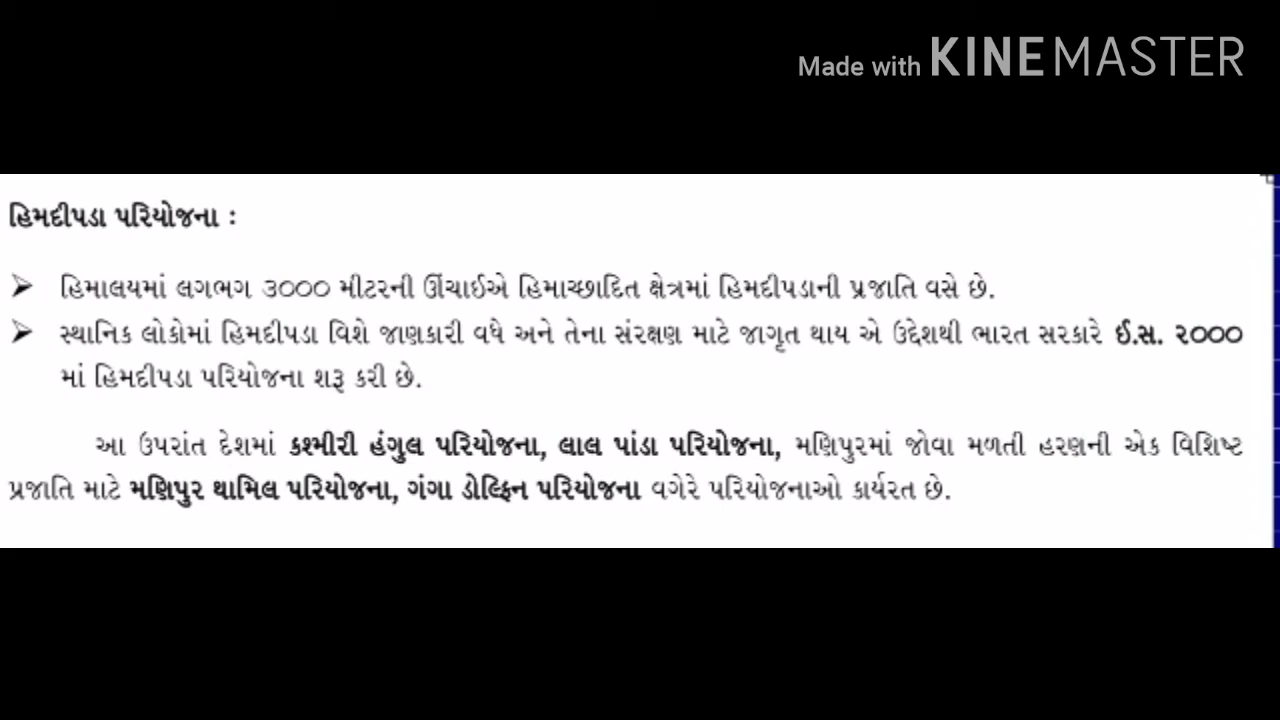 Made with KINEMASTER
હિમદીપડા પરિયોજના :
➤ હિમાલયમાં લગભગ ૩૦૦૦ મીટરની ઊંચાઈએ હિમાચ્છાદિત ક્ષેત્રમાં હિમદીપડાની પ્રજાતિ વસે છે.
➤ સ્થાનિક લોકોમાં હિમદીપડા વિશે જાણકારી વધે અને તેના સંરક્ષણ માટે જાગૃત થાય એ ઉદ્દેશથી ભારત સરકારે ઈ.સ. ૨૦૦૦
માં હિમદીપડા પરિયોજના શરૂ કરી છે.
આ ઉપરાંત દેશમાં કશ્મીરી હંગુલ પરિયોજના, લાલ પાંડા પરિયોજના, મણિપુરમાં જોવા મળતી હરણની એક વિશિષ્ટ
પ્રજાતિ માટે મણિપુર થામિલ પરિયોજના, ગંગા ડોલ્ફિન પરિયોજના વગેરે પરિયોજનાઓ કાર્યરત છે.